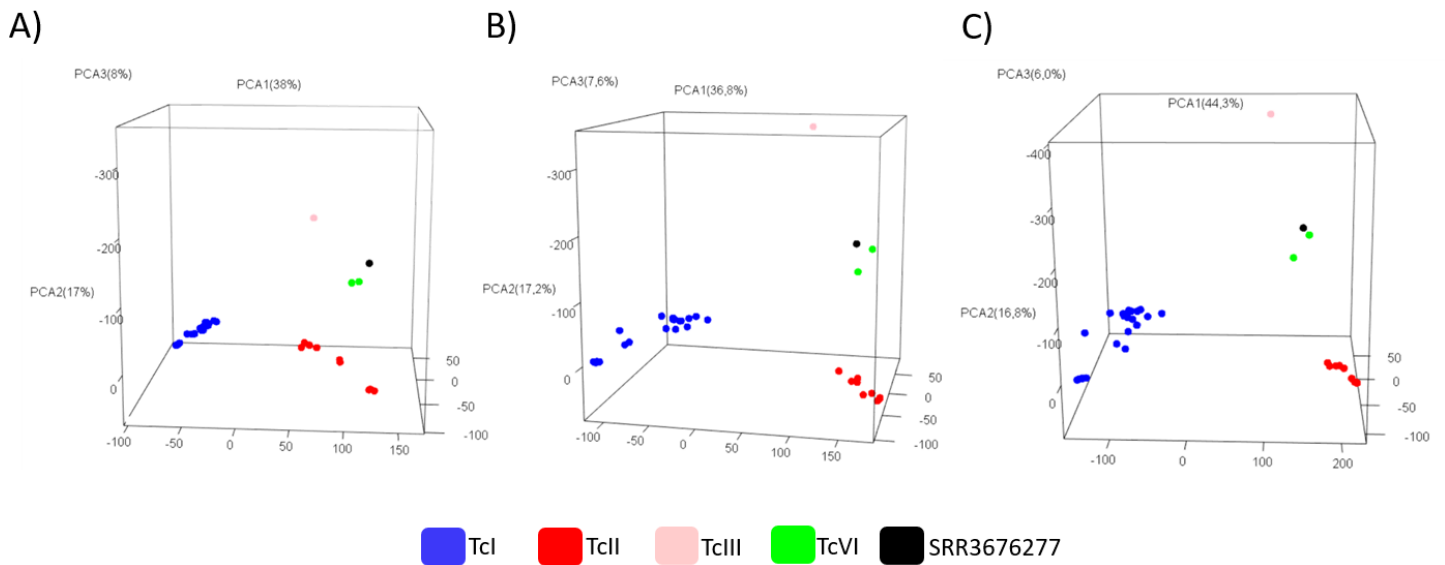 A)
B)
C)
PCA3(8%)
PCA1(38%)
-300
-200
PCA2(17%)
-100
0
50
0
-50
-100
-100
-50
0
50
100
150
PCA3(7,6%)
PCA1(36,8%)
-300
-200
PCA2(17,2%)
-100
0
50
0
-50
-100
-100
-50
0
50
100
150
PCA3(6,0%)
PCA1(44,3%)
-400
-300
-200
PCA2(16,8%)
-100
0
50
0
-50
-100
-100
0
100
200
TcI
TcII
TcIII
TcVI
SRR3676277